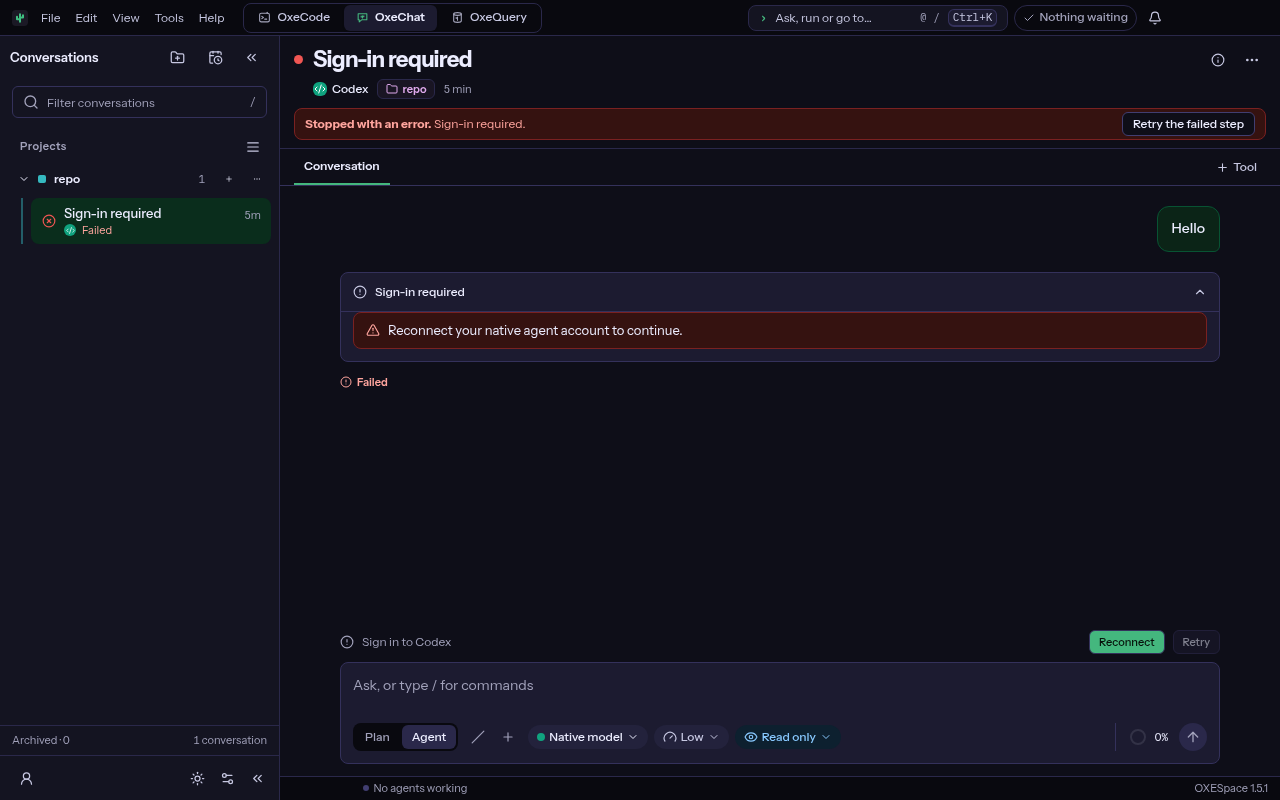 File Edit View Tools Help
OxeCode OxeChat OxeQuery
Ask, run or go to... @ / Ctrl+K
Nothing waiting
Conversations
Filter conversations /
Projects
repo 1
Sign-in required 5m
Failed
Archived · 0 1 conversation
Sign-in required
Codex repo 5 min
Stopped with an error. Sign-in required. Retry the failed step
Conversation + Tool
Hello
Sign-in required
Reconnect your native agent account to continue.
Failed
Sign in to Codex Reconnect Retry
Ask, or type / for commands
Plan Agent Native model Low Read only 0%
No agents working OXESpace 1.5.1